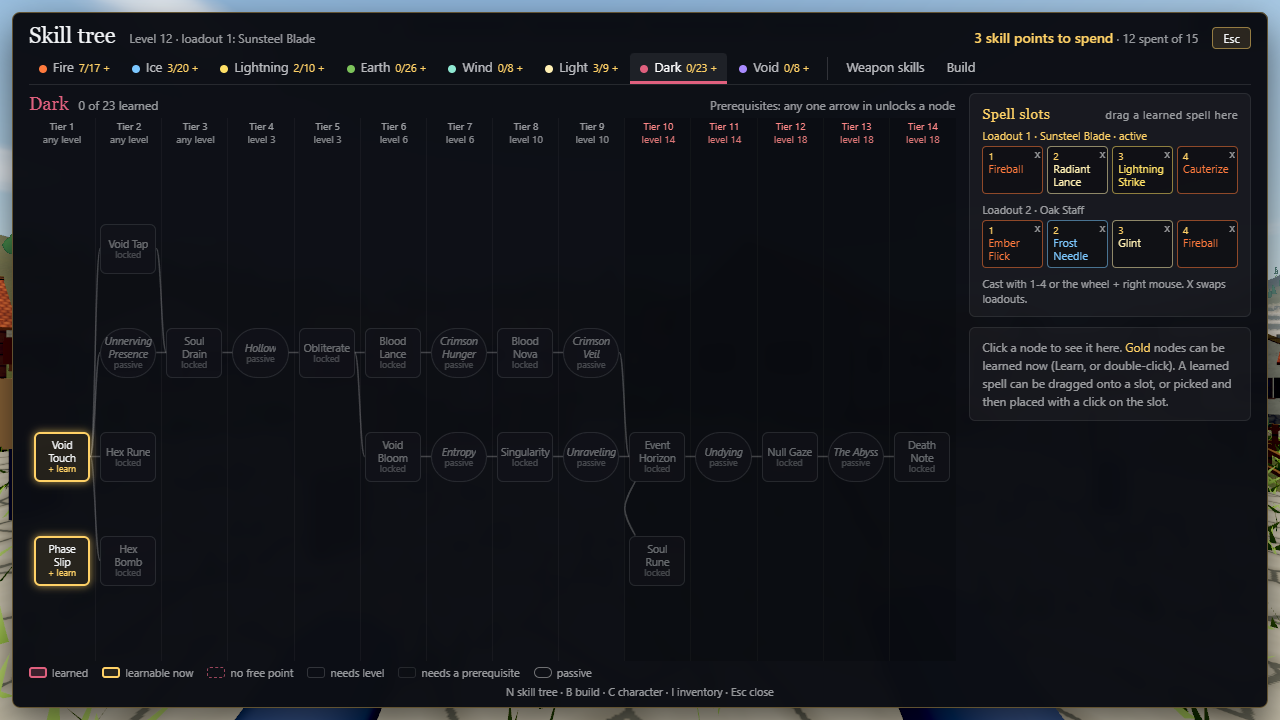 Skill tree Level 12 · loadout 1: Sunsteel Blade
3 skill points to spend · 12 spent of 15 Esc
Fire 7/17 + Ice 3/20 + Lightning 2/10 + Earth 0/26 + Wind 0/8 + Light 3/9 + Dark 0/23 + Void 0/8 + Weapon skills Build
Dark 0 of 23 learned
Prerequisites: any one arrow in unlocks a node
Tier 1 Tier 2 Tier 3 Tier 4 Tier 5 Tier 6 Tier 7 Tier 8 Tier 9 Tier 10 Tier 11 Tier 12 Tier 13 Tier 14
any level any level any level level 3 level 3 level 6 level 6 level 10 level 10 level 14 level 14 level 18 level 18 level 18
Void Tap
locked
Unnerving
Presence
passive
Soul
Drain
locked
Hollow
passive
Obliterate
locked
Blood
Lance
locked
Crimson
Hunger
passive
Blood
Nova
locked
Crimson
Veil
passive
Void
Touch
+ learn
Hex Rune
locked
Void
Bloom
locked
Entropy
passive
Singularity
locked
Unraveling
passive
Event
Horizon
locked
Undying
passive
Null Gaze
locked
The Abyss
passive
Death
Note
locked
Phase
Slip
+ learn
Hex
Bomb
locked
Soul
Rune
locked
Spell slots drag a learned spell here
Loadout 1 · Sunsteel Blade · active
1 x
Fireball
2 x
Radiant
Lance
3 x
Lightning
Strike
4 x
Cauterize
Loadout 2 · Oak Staff
1 x
Ember
Flick
2 x
Frost
Needle
3 x
Glint
4 x
Fireball
Cast with 1-4 or the wheel + right mouse. X swaps
loadouts.
Click a node to see it here. Gold nodes can be
learned now (Learn, or double-click). A learned
spell can be dragged onto a slot, or picked and
then placed with a click on the slot.
learned learnable now no free point needs level needs a prerequisite passive
N skill tree · B build · C character · I inventory · Esc close